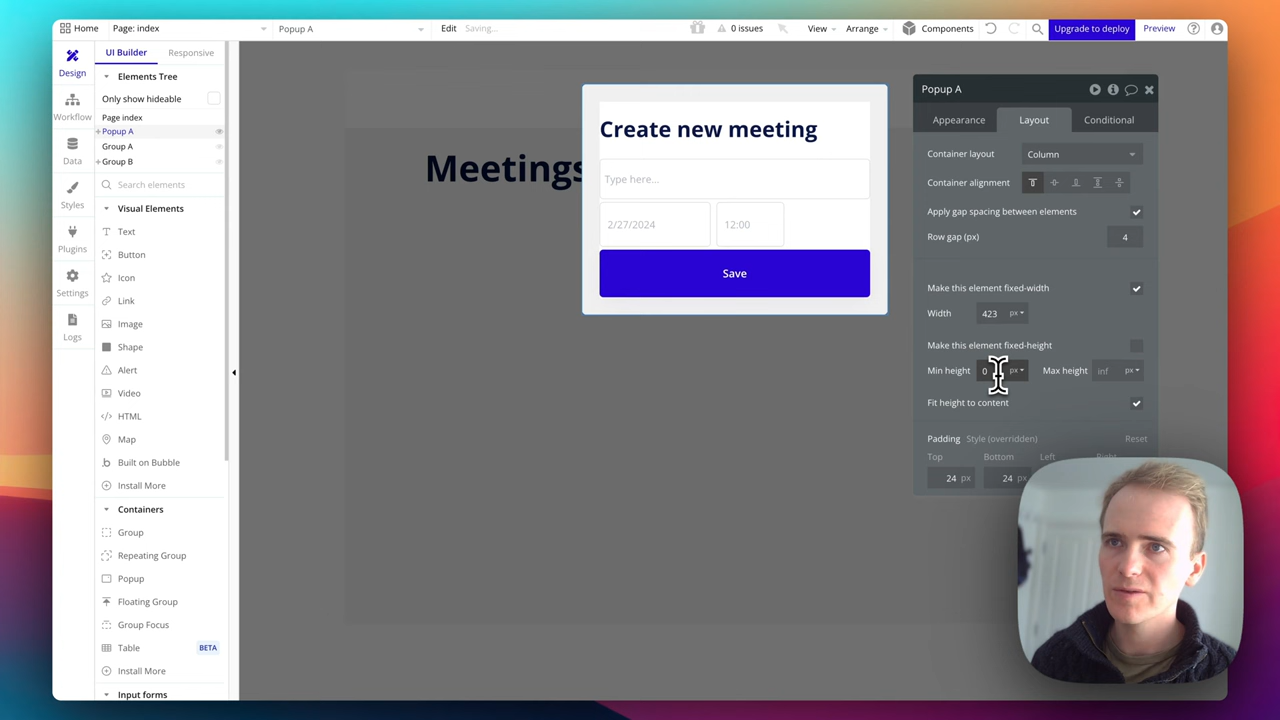 Home
Page: index
Popup A
Edit
Saving...
0 issues
View
Arrange
Components
Upgrade to deploy
Preview
Design
Workflow
Data
Styles
Plugins
Settings
Logs
UI Builder
Responsive
Elements Tree
Only show hideable
Page index
Popup A
Group A
Group B
Search elements
Visual Elements
Text
Button
Icon
Link
Image
Shape
Alert
Video
HTML
Map
Built on Bubble
Install More
Containers
Group
Repeating Group
Popup
Floating Group
Group Focus
Table BETA
Install More
Input forms
Meetings
Create new meeting
Type here...
2/27/2024 12:00
Save
Popup A
Appearance Layout Conditional
Container layout Column
Container alignment
Apply gap spacing between elements
Row gap (px) 4
Make this element fixed-width
Width 423 px
Make this element fixed-height
Min height 0 px Max height inf px
Fit height to content
Padding Style (overridden) Reset
Top Bottom Left Right
24 px 24 px